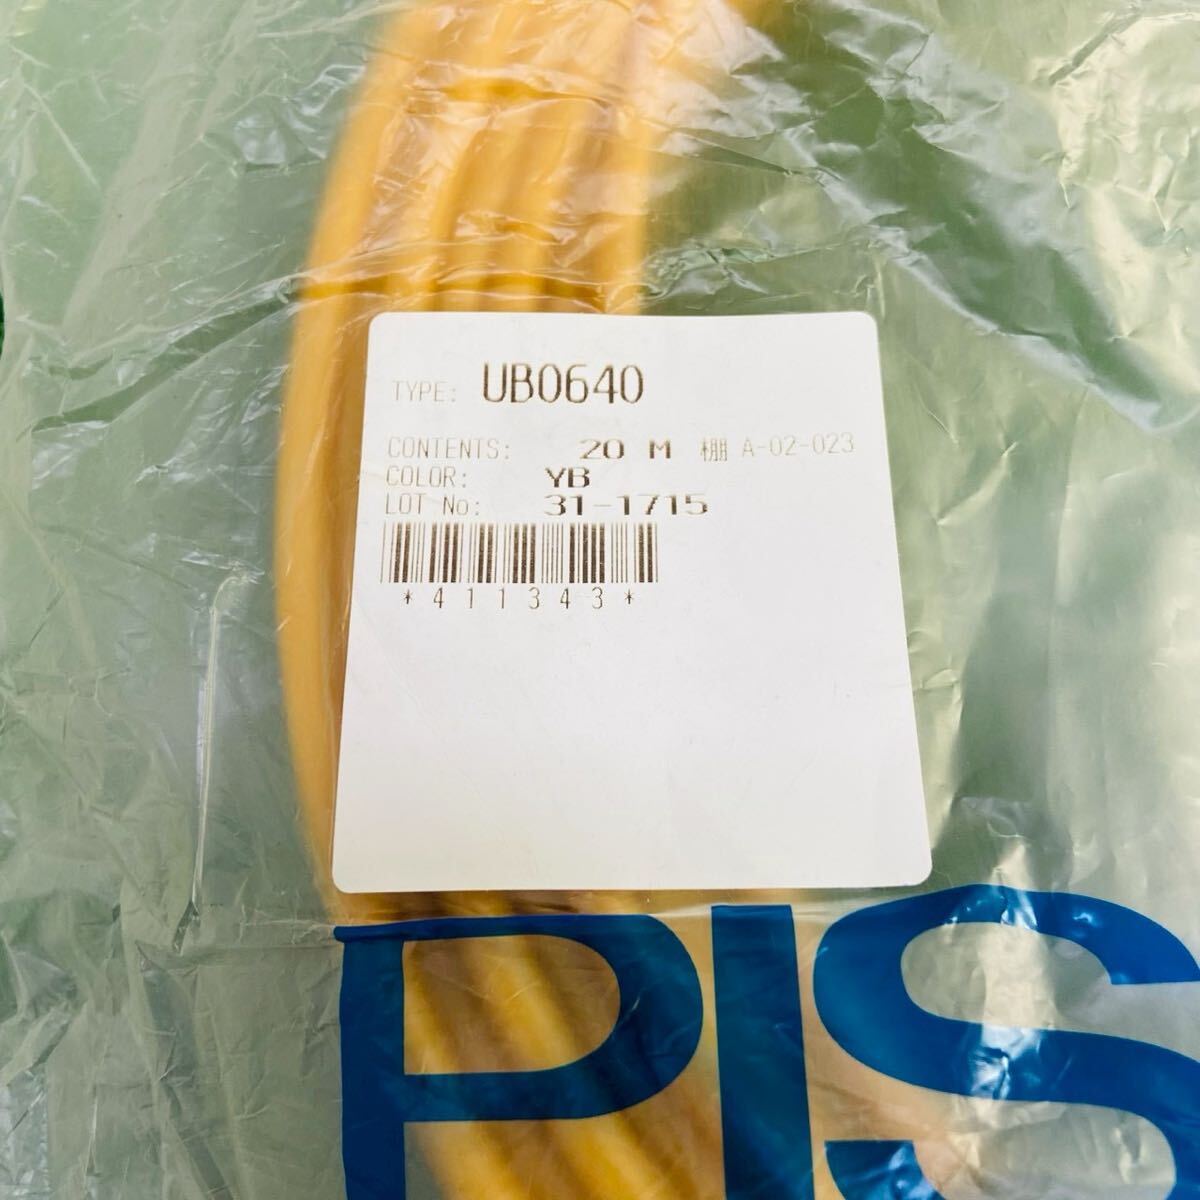 TYPE: UB0640
CONTENTS: 20 M 棚 A-02-023
COLOR: YB
LOT No: 31-1715
*411343*
PIS